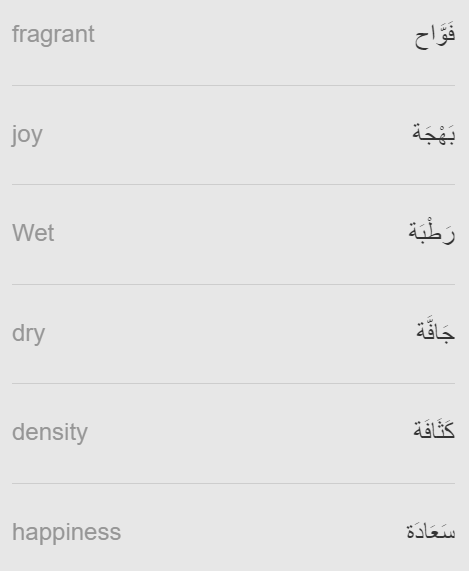 fragrant فَوَّاح
joy بَهْجَة
Wet رَطْبَة
dry جَافَّة
density كَثَافَة
happiness سَعَادَة